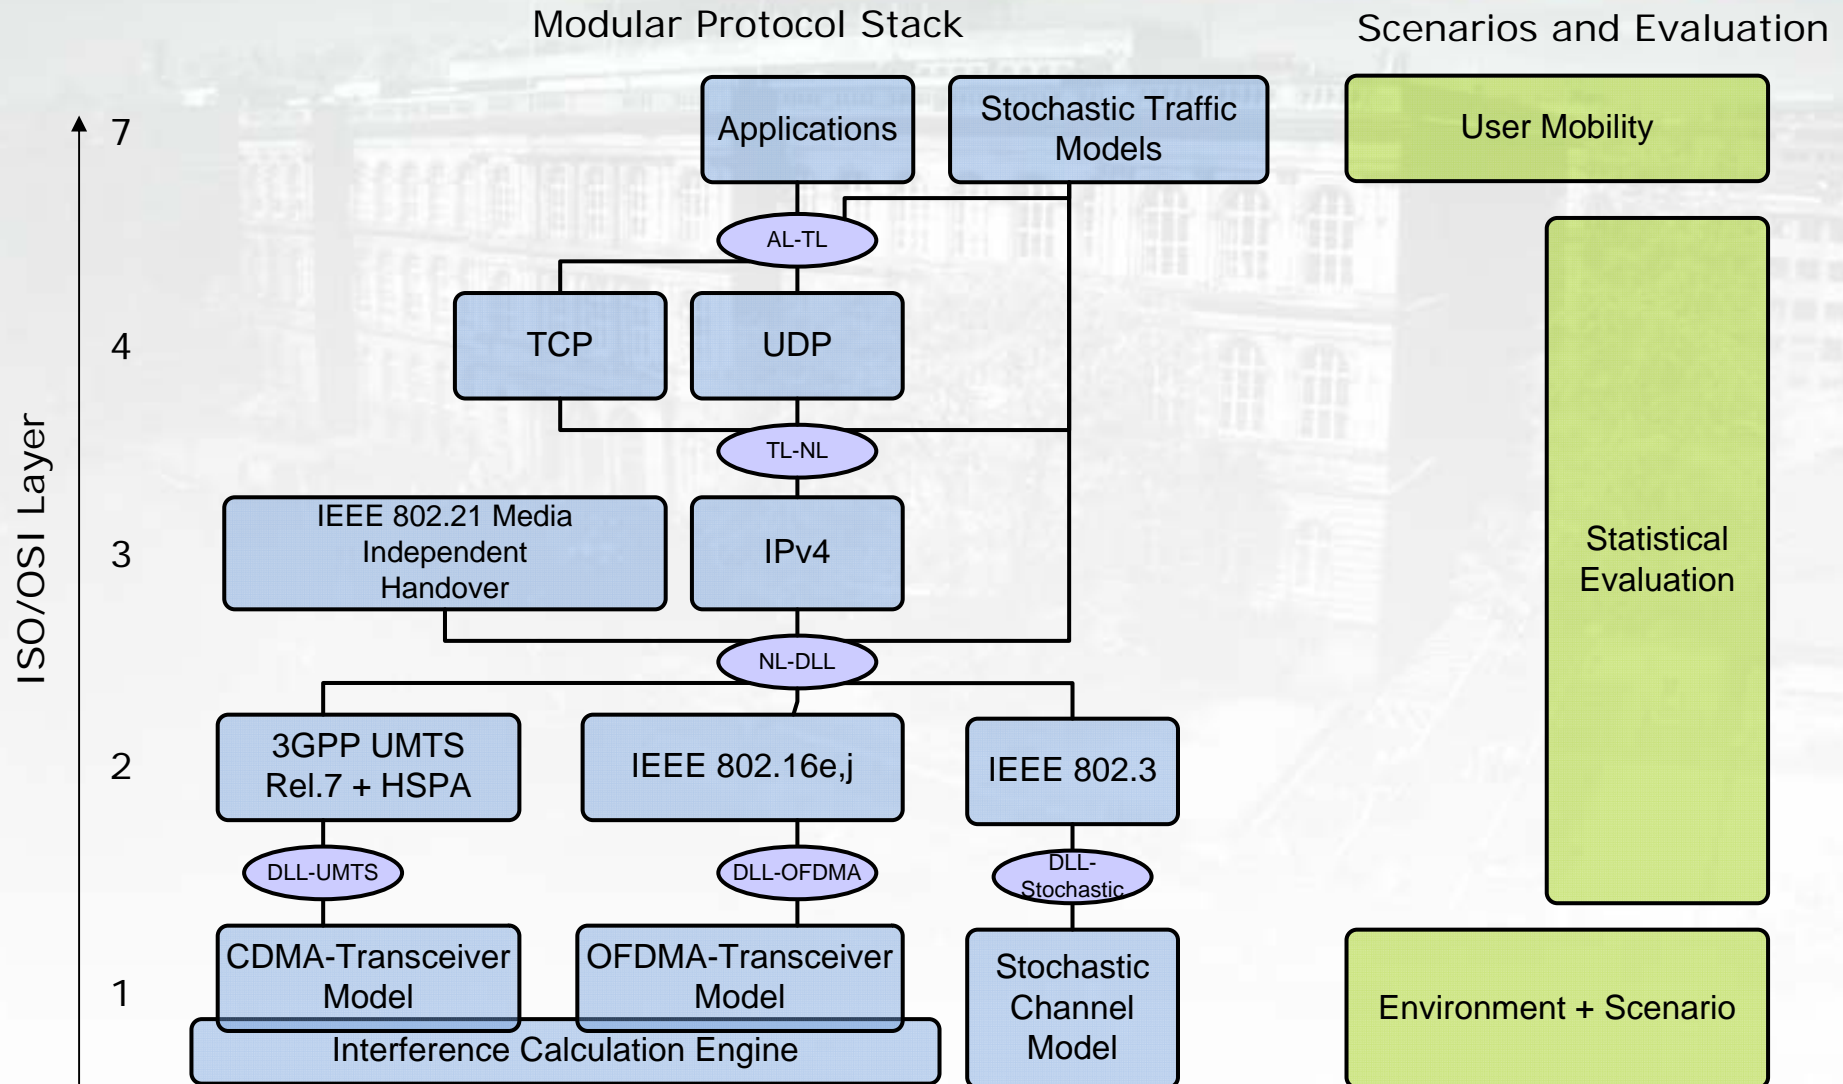 Modular Protocol Stack
Scenarios and Evaluation
ISO/OSI Layer
7
Applications
Stochastic Traffic
Models
User Mobility
AL-TL
4
TCP
UDP
TL-NL
3
IEEE 802.21 Media
Independent
Handover
IPv4
Statistical
Evaluation
NL-DLL
2
3GPP UMTS
Rel.7 + HSPA
IEEE 802.16e,j
IEEE 802.3
DLL-UMTS
DLL-OFDMA
DLL-
Stochastic
1
CDMA-Transceiver
Model
OFDMA-Transceiver
Model
Stochastic
Channel
Model
Environment + Scenario
Interference Calculation Engine